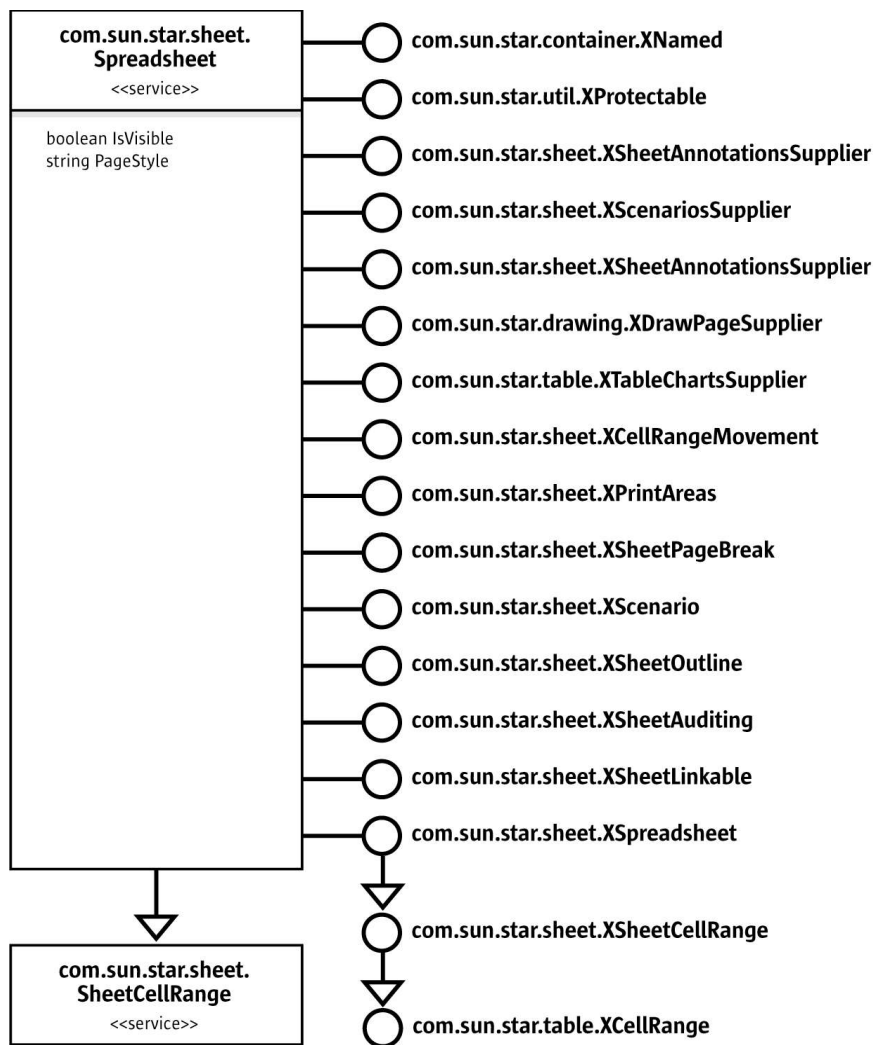 com.sun.star.sheet.
Spreadsheet
<<service>>
boolean IsVisible
string PageStyle
com.sun.star.container.XNamed
com.sun.star.util.XProtectable
com.sun.star.sheet.XSheetAnnotationsSupplier
com.sun.star.sheet.XScenariosSupplier
com.sun.star.sheet.XSheetAnnotationsSupplier
com.sun.star.drawing.XDrawPageSupplier
com.sun.star.table.XTableChartsSupplier
com.sun.star.sheet.XCellRangeMovement
com.sun.star.sheet.XPrintAreas
com.sun.star.sheet.XSheetPageBreak
com.sun.star.sheet.XScenario
com.sun.star.sheet.XSheetOutline
com.sun.star.sheet.XSheetAuditing
com.sun.star.sheet.XSheetLinkable
com.sun.star.sheet.XSpreadsheet
com.sun.star.sheet.XSheetCellRange
com.sun.star.table.XCellRange
com.sun.star.sheet.
SheetCellRange
<<service>>